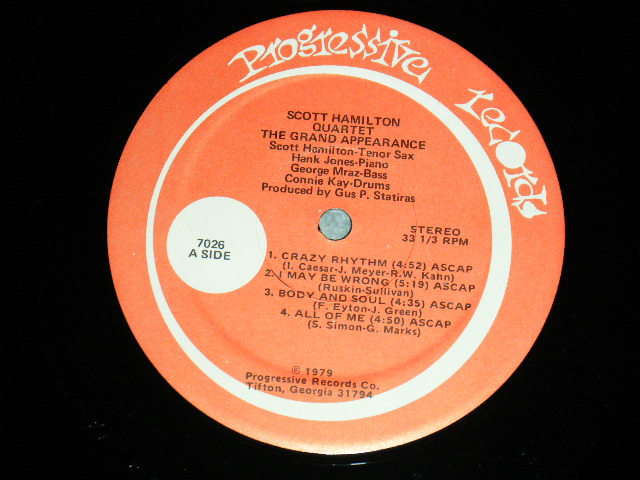 Progressive records
SCOTT HAMILTON
QUARTET
THE GRAND APPEARANCE
Scott Hamilton-Tenor Sax
Hank Jones-Piano
George Mraz-Bass
Connie Kay-Drums
Produced by Gus P. Statiras
7026
A SIDE
STEREO
33 1/3 RPM
1. CRAZY RHYTHM (4:52) ASCAP
(I. Caesar-J. Meyer-R.W. Kahn)
2. I MAY BE WRONG (5:19) ASCAP
(Ruskin-Sullivan)
3. BODY AND SOUL (4:35) ASCAP
(F. Eyton-J. Green)
4. ALL OF ME (4:50) ASCAP
(S. Simon-G. Marks)
℗ 1979
Progressive Records Co.
Tifton, Georgia 31794